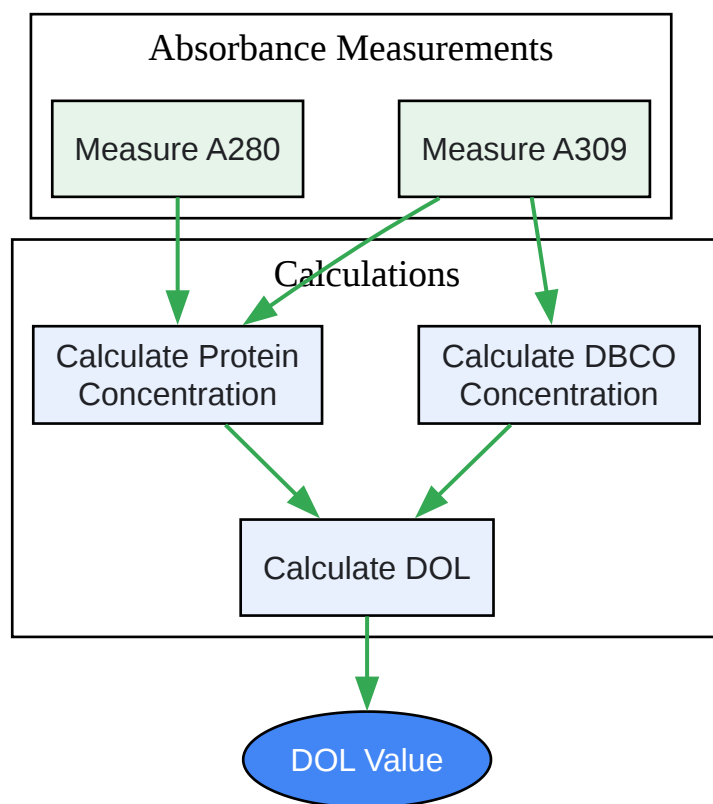 Absorbance Measurements
Measure A280
Measure A309
Calculations
Calculate Protein
Concentration
Calculate DBCO
Concentration
Calculate DOL
DOL Value